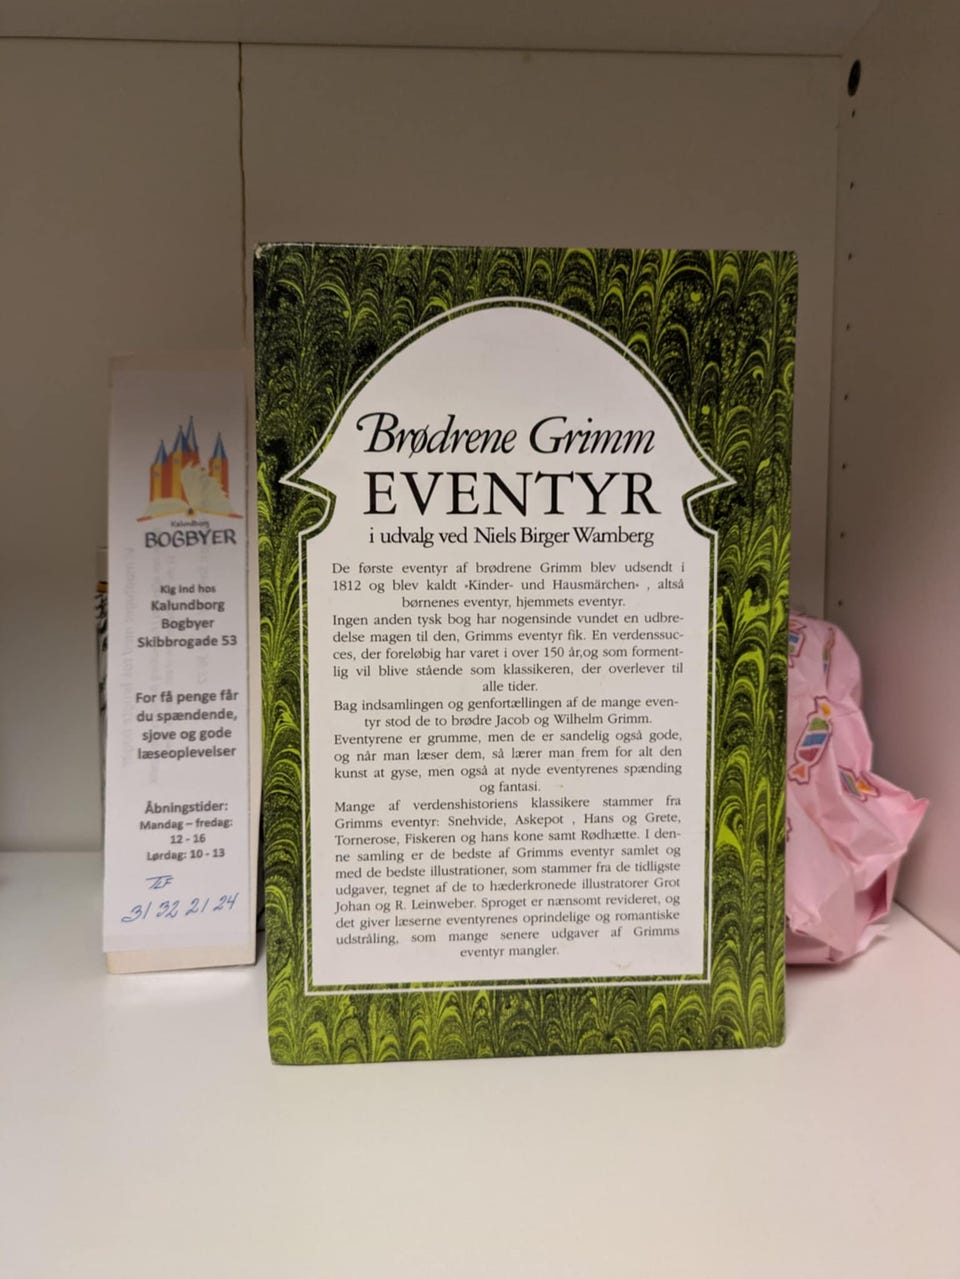 Kalundborg
BOGBYER
Kig ind hos
Kalundborg
Bogbyer
Skibbrogade 53
For få penge får
du spændende,
sjove og gode
læseoplevelser
Åbningstider:
Mandag – fredag:
12 - 16
Lørdag: 10 - 13
TLF
31 32 21 24
Brødrene Grimm
EVENTYR
i udvalg ved Niels Birger Wamberg
De første eventyr af brødrene Grimm blev udsendt i
1812 og blev kaldt »Kinder- und Hausmärchen« , altså
børnenes eventyr, hjemmets eventyr.
Ingen anden tysk bog har nogensinde vundet en udbre-
delse magen til den, Grimms eventyr fik. En verdenssuc-
ces, der foreløbig har varet i over 150 år,og som forment-
lig vil blive stående som klassikeren, der overlever til
alle tider.
Bag indsamlingen og genfortællingen af de mange even-
tyr stod de to brødre Jacob og Wilhelm Grimm.
Eventyrene er grumme, men de er sandelig også gode,
og når man læser dem, så lærer man frem for alt den
kunst at gyse, men også at nyde eventyrenes spænding
og fantasi.
Mange af verdenshistoriens klassikere stammer fra
Grimms eventyr: Snehvide, Askepot , Hans og Grete,
Tornerose, Fiskeren og hans kone samt Rødhætte. I den-
ne samling er de bedste af Grimms eventyr samlet og
med de bedste illustrationer, som stammer fra de tidligste
udgaver, tegnet af de to hæderkronede illustratorer Grot
Johan og R. Leinweber. Sproget er nænsomt revideret, og
det giver læserne eventyrenes oprindelige og romantiske
udstråling, som mange senere udgaver af Grimms
eventyr mangler.